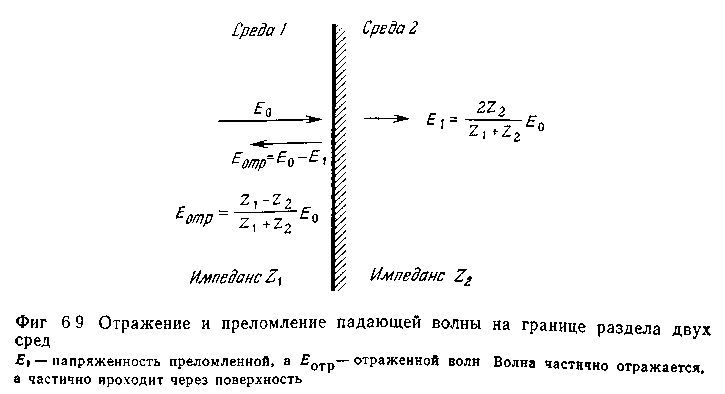 Среда 1
Среда 2
E₀
Eотр=E₀−E₁
E₁ = 2Z₂ / Z₁+Z₂ E₀
Eотр = Z₁−Z₂ / Z₁+Z₂ E₀
Импеданс Z₁
Импеданс Z₂
Фиг 6 9 Отражение и преломление падающей волны на границе раздела двух
сред
E₁ — напряженность преломленной, а Eотр — отраженной волн Волна частично отражается,
а частично проходит через поверхность